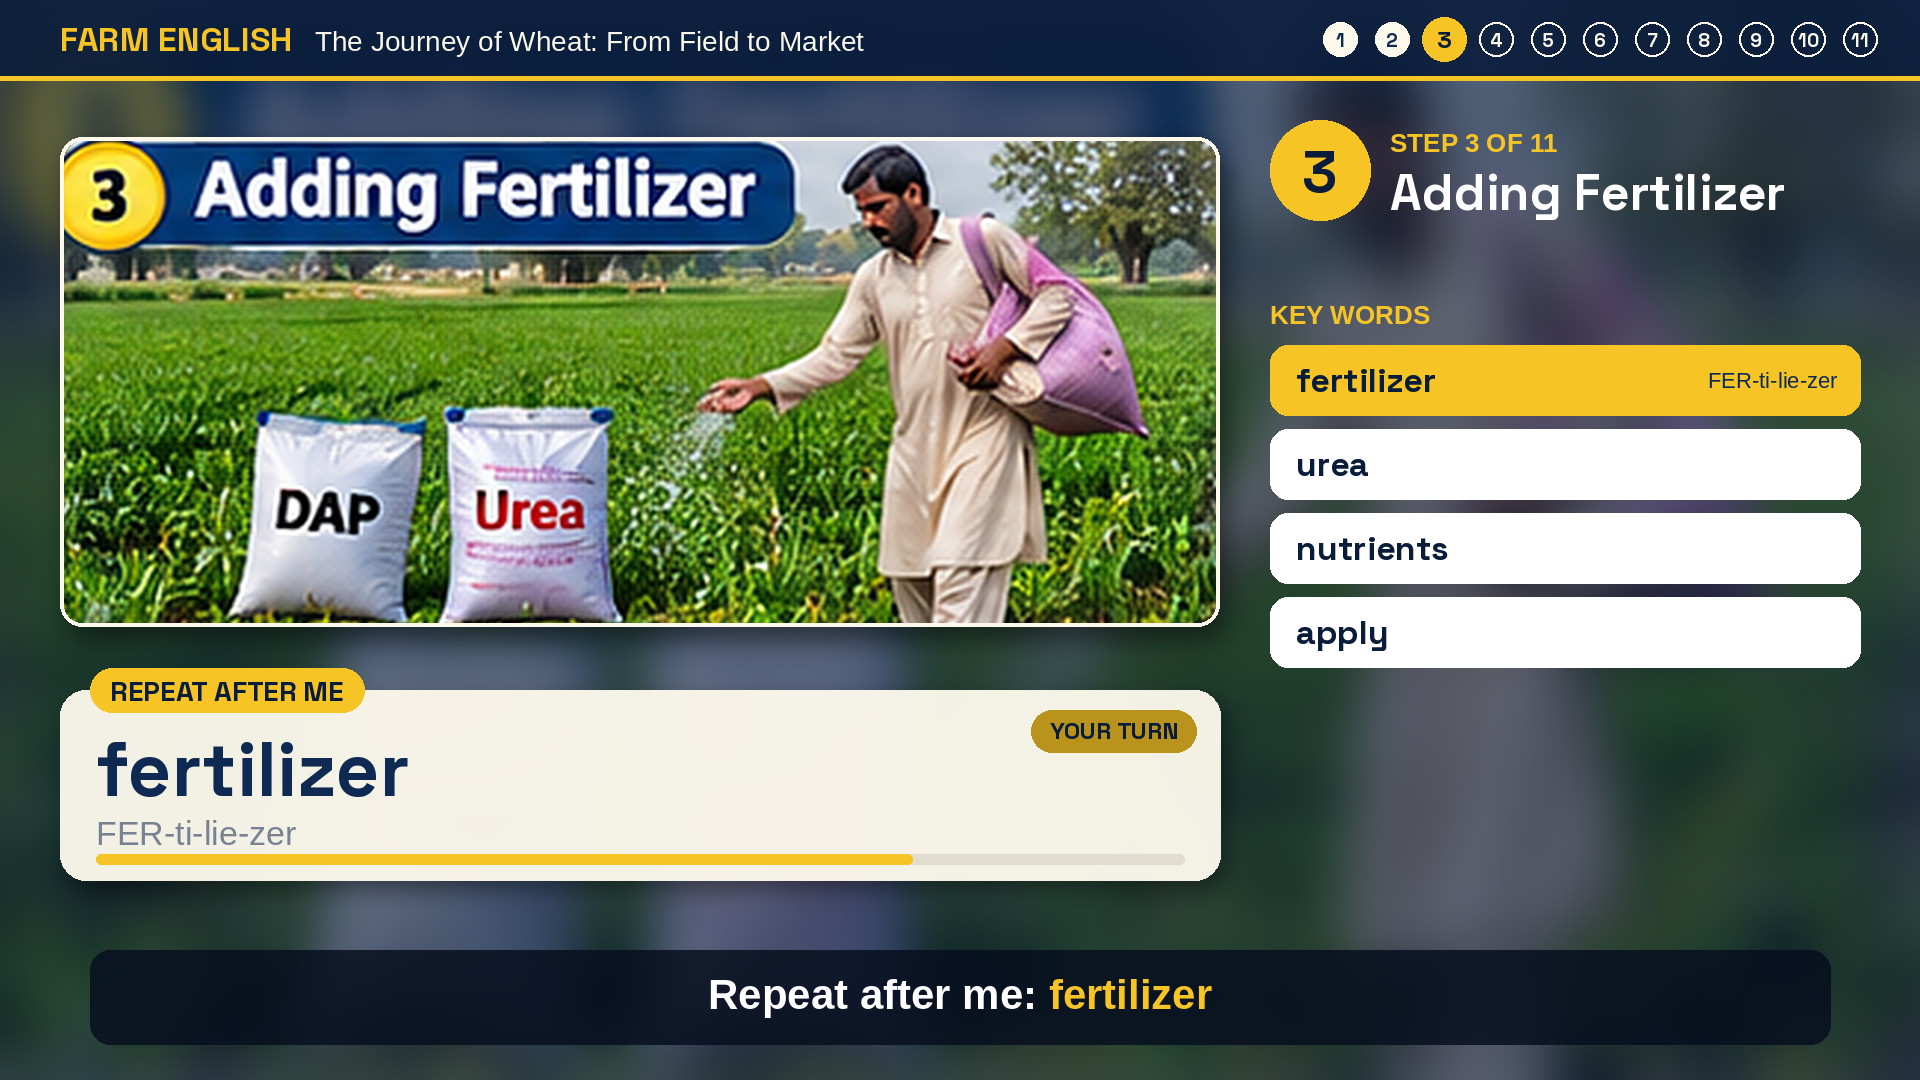 FARM ENGLISH The Journey of Wheat: From Field to Market
1 2 3 4 5 6 7 8 9 10 11
3 Adding Fertilizer
DAP
Urea
3
STEP 3 OF 11
Adding Fertilizer
KEY WORDS
fertilizer FER-ti-lie-zer
urea
nutrients
apply
REPEAT AFTER ME
YOUR TURN
fertilizer
FER-ti-lie-zer
Repeat after me: fertilizer